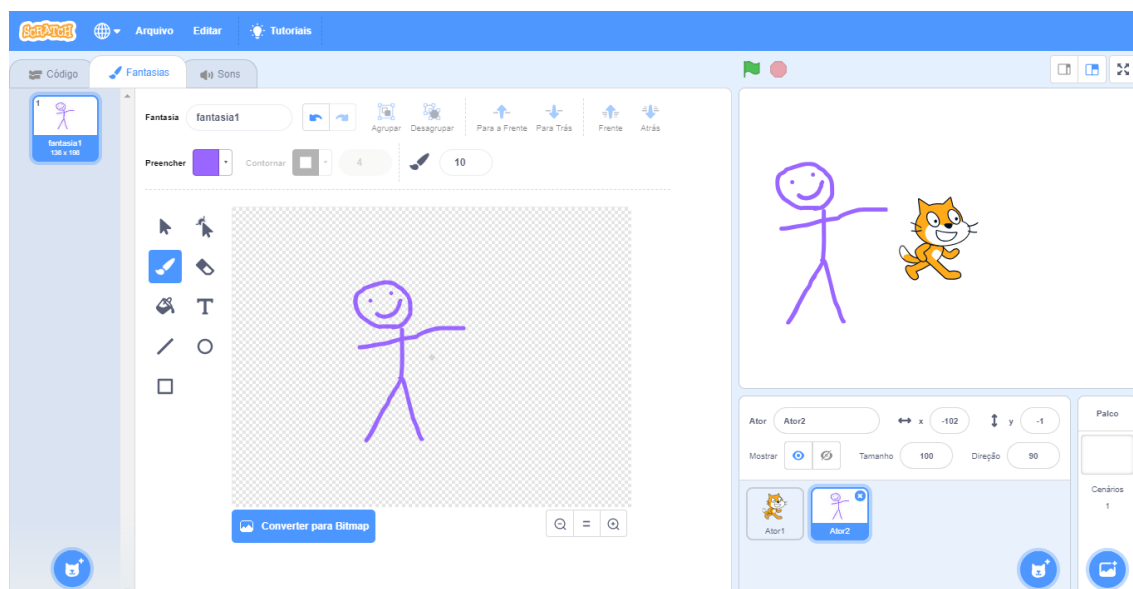 SCRATCH Arquivo Editar Tutoriais
Código Fantasias Sons
1
fantasia1
136 x 166
Fantasia fantasia1
Agrupar Desagrupar Para a Frente Para Trás Frente Atrás
Preencher Contornar 4 10
Converter para Bitmap
Ator Ator2 x -102 y -1
Mostrar Tamanho 100 Direção 90
Ator1 Ator2
Palco
Cenários
1